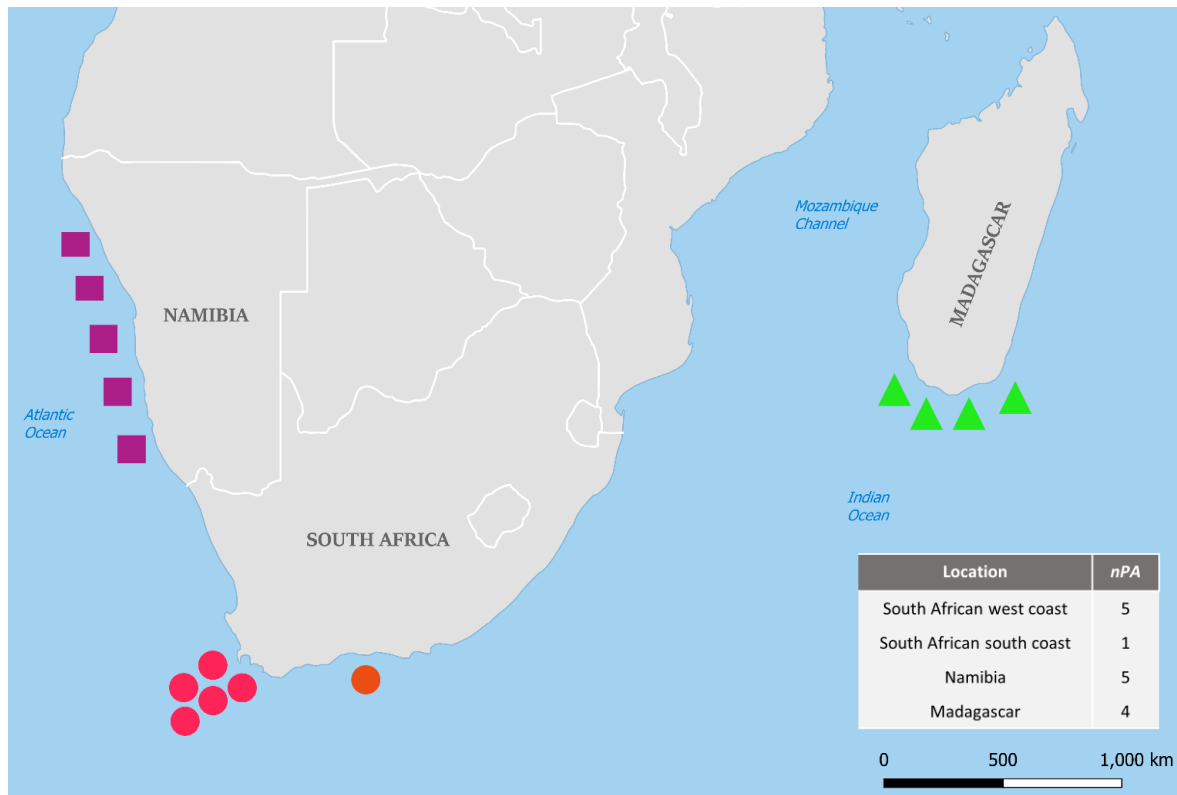 Mozambique
Channel
MADAGASCAR
NAMIBIA
Atlantic
Ocean
Indian
Ocean
SOUTH AFRICA
Location nPA
South African west coast 5
South African south coast 1
Namibia 5
Madagascar 4
0 500 1,000 km